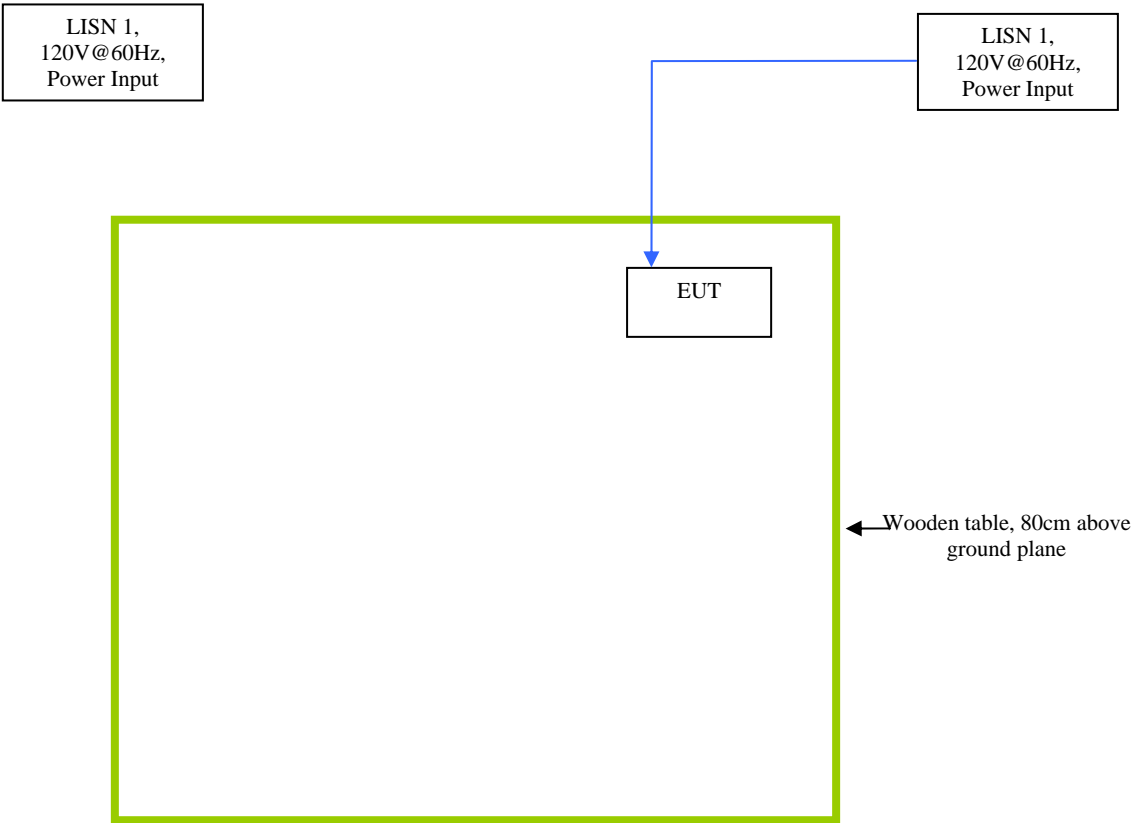 LISN 1,
120V@60Hz,
Power Input
LISN 1,
120V@60Hz,
Power Input
EUT
Wooden table, 80cm above
ground plane